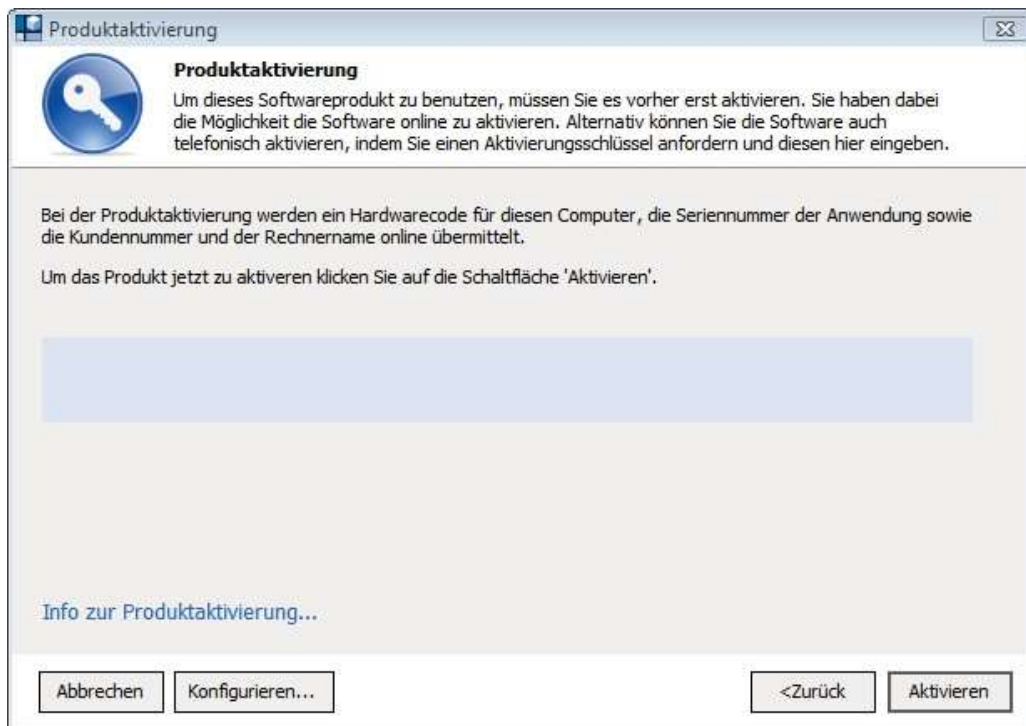 Produktaktivierung
Produktaktivierung
Um dieses Softwareprodukt zu benutzen, müssen Sie es vorher erst aktivieren. Sie haben dabei
die Möglichkeit die Software online zu aktivieren. Alternativ können Sie die Software auch
telefonisch aktivieren, indem Sie einen Aktivierungsschlüssel anfordern und diesen hier eingeben.
Bei der Produktaktivierung werden ein Hardwarecode für diesen Computer, die Seriennummer der Anwendung sowie
die Kundennummer und der Rechnername online übermittelt.
Um das Produkt jetzt zu aktiveren klicken Sie auf die Schaltfläche 'Aktivieren'.
Info zur Produktaktivierung...
Abbrechen Konfigurieren... <Zurück Aktivieren